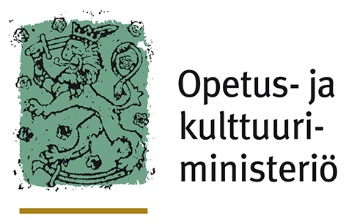 Opetus- ja
kulttuuri-
ministeriö